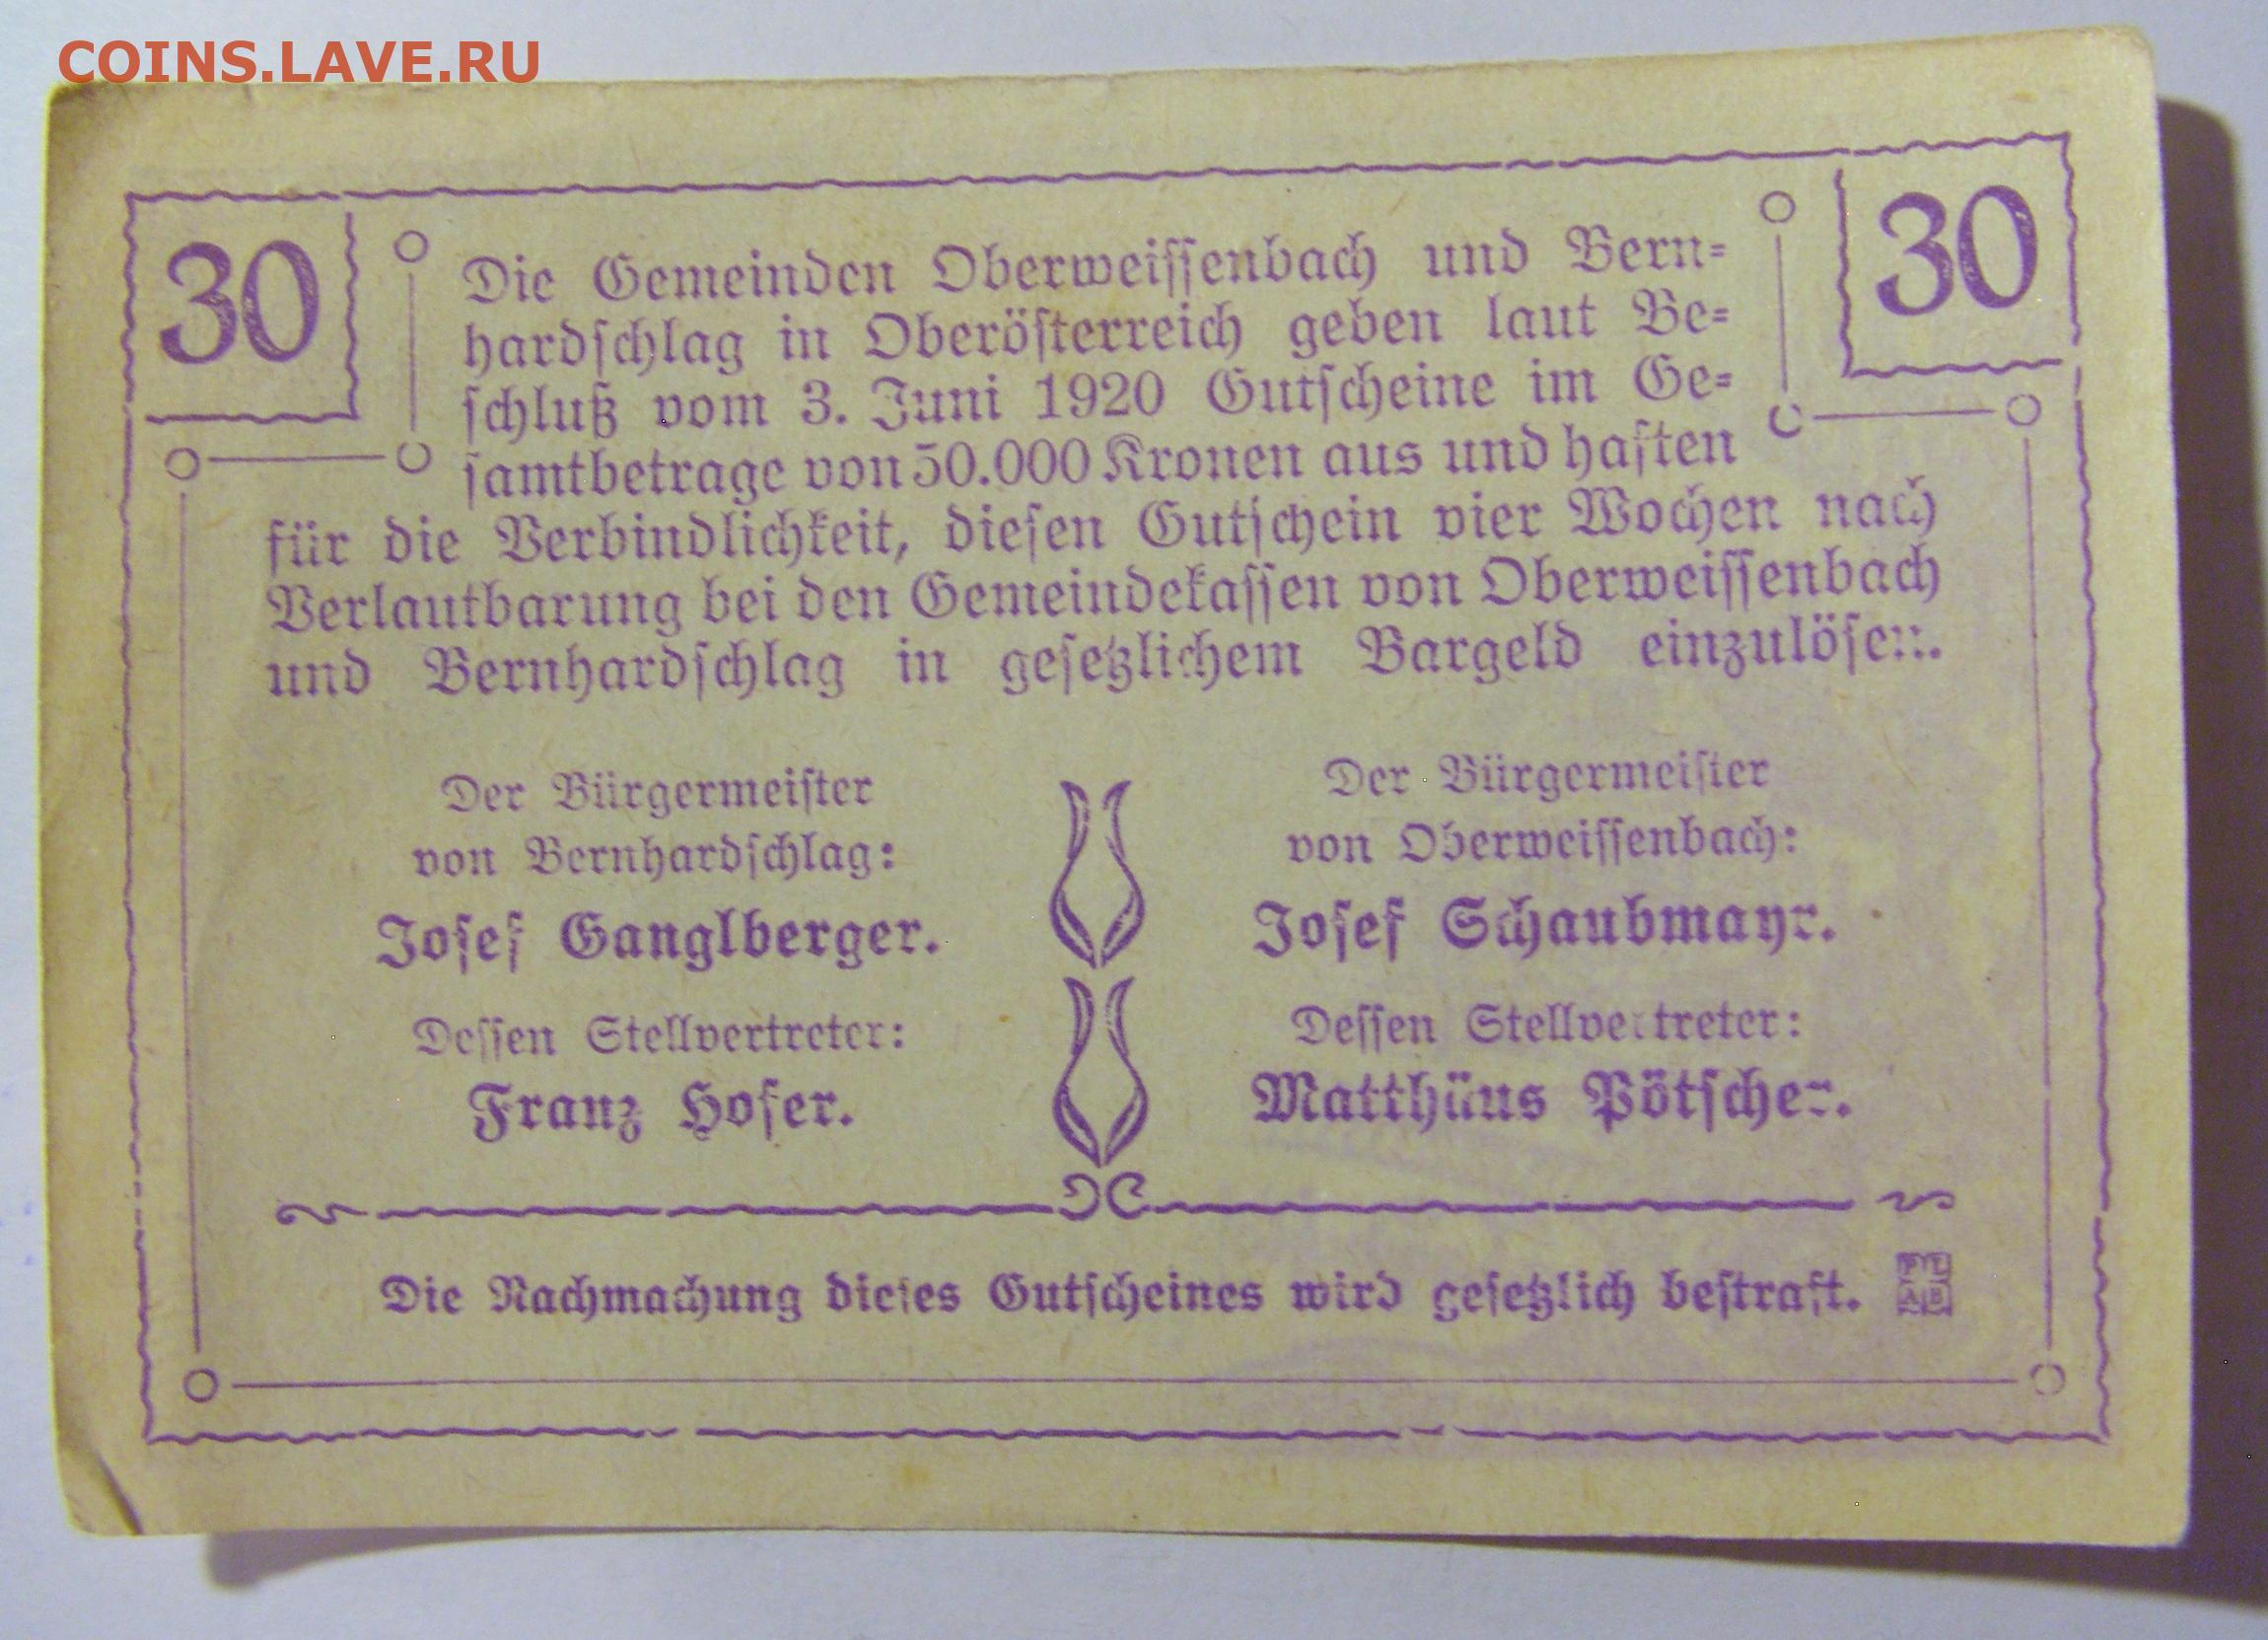 COINS.LAVE.RU
30
30
Die Gemeinden Oberweissenbach und Bern=
hardschlag in Oberösterreich geben laut Be=
schluß vom 3. Juni 1920 Gutscheine im Ge=
samtbetrage von 50.000 Kronen aus und haften
für die Verbindlichkeit, diesen Gutschein vier Wochen nach
Verlautbarung bei den Gemeindekassen von Oberweissenbach
und Bernhardschlag in gesetzlichem Bargeld einzulösen.
Der Bürgermeister
von Bernhardschlag:
Josef Ganglberger.
Dessen Stellvertreter:
Franz Hofer.
Der Bürgermeister
von Oberweissenbach:
Josef Schaubmayr.
Dessen Stellvertreter:
Matthäus Pötscher.
Die Nachmachung dieses Gutscheines wird gesetzlich bestraft.